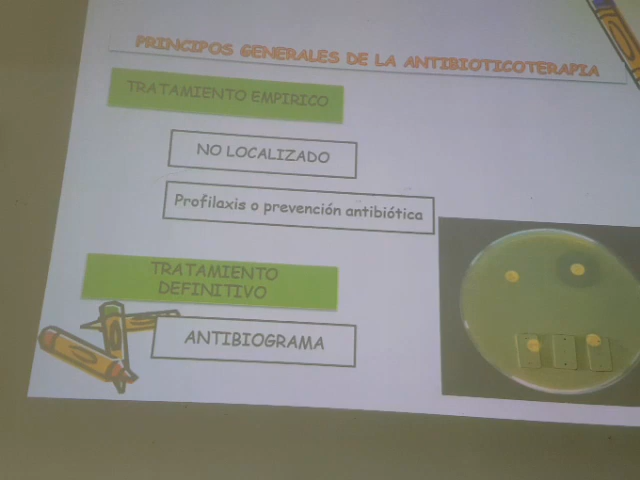 PRINCIPOS GENERALES DE LA ANTIBIOTICOTERAPIA
TRATAMIENTO EMPIRICO
NO LOCALIZADO
Profilaxis o prevención antibiótica
TRATAMIENTO
DEFINITIVO
ANTIBIOGRAMA